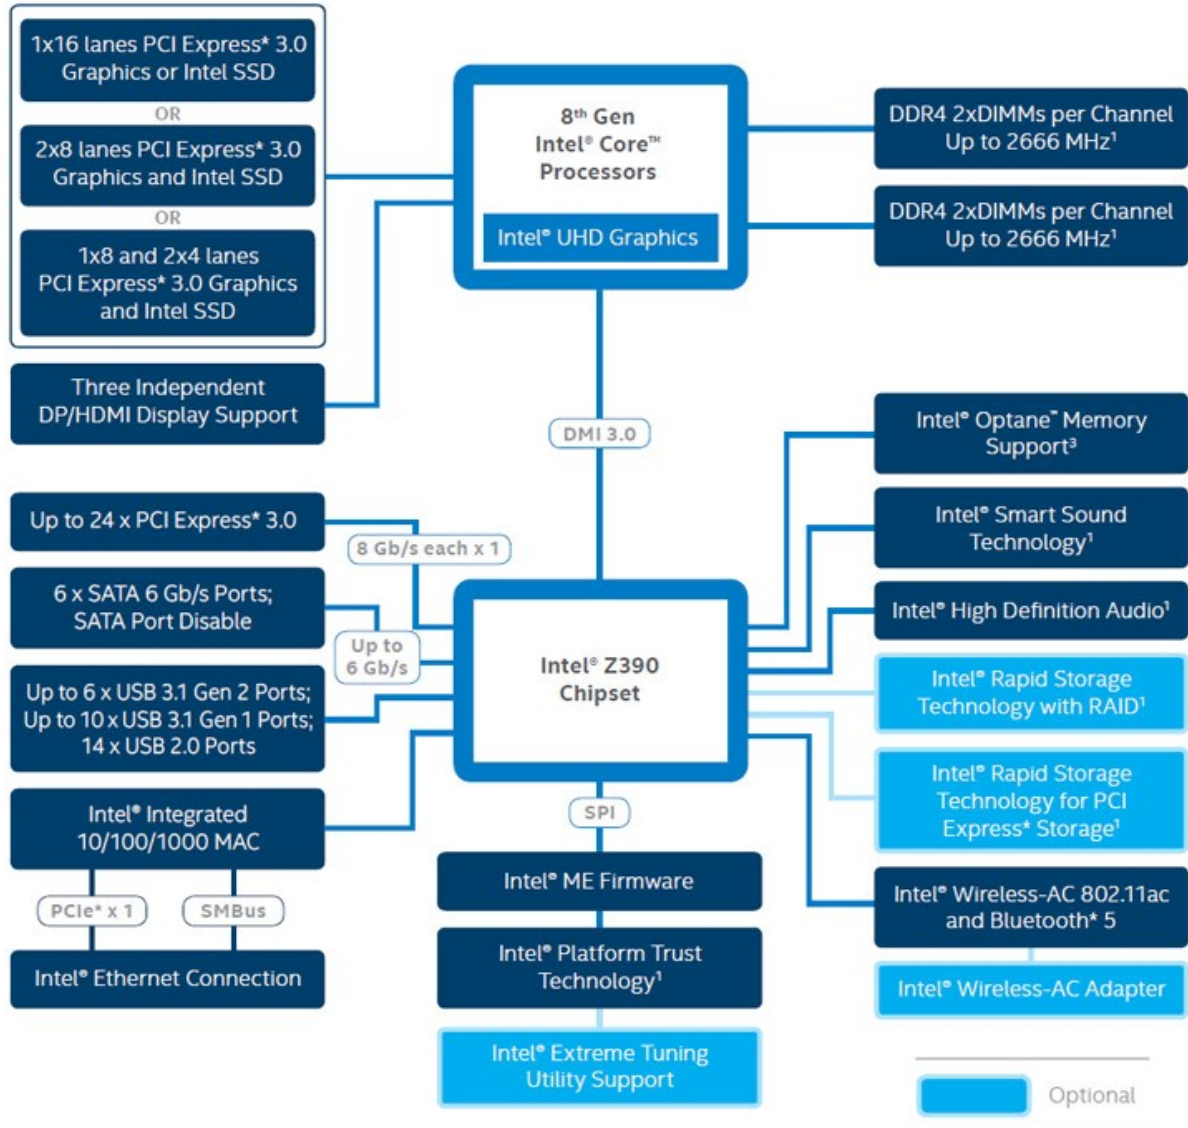 1x16 lanes PCI Express* 3.0
Graphics or Intel SSD
OR
2x8 lanes PCI Express* 3.0
Graphics and Intel SSD
OR
1x8 and 2x4 lanes
PCI Express* 3.0 Graphics
and Intel SSD
Three Independent
DP/HDMI Display Support
8th Gen
Intel® Core™
Processors
Intel® UHD Graphics
DDR4 2xDIMMs per Channel
Up to 2666 MHz¹
DDR4 2xDIMMs per Channel
Up to 2666 MHz¹
DMI 3.0
Up to 24 x PCI Express* 3.0
8 Gb/s each x 1
6 x SATA 6 Gb/s Ports;
SATA Port Disable
Up to
6 Gb/s
Up to 6 x USB 3.1 Gen 2 Ports;
Up to 10 x USB 3.1 Gen 1 Ports;
14 x USB 2.0 Ports
Intel® Integrated
10/100/1000 MAC
PCIe* x 1
SMBus
Intel® Ethernet Connection
Intel® Z390
Chipset
SPI
Intel® ME Firmware
Intel® Platform Trust
Technology¹
Intel® Extreme Tuning
Utility Support
Intel® Optane™ Memory
Support³
Intel® Smart Sound
Technology¹
Intel® High Definition Audio¹
Intel® Rapid Storage
Technology with RAID¹
Intel® Rapid Storage
Technology for PCI
Express* Storage¹
Intel® Wireless-AC 802.11ac
and Bluetooth* 5
Intel® Wireless-AC Adapter
Optional